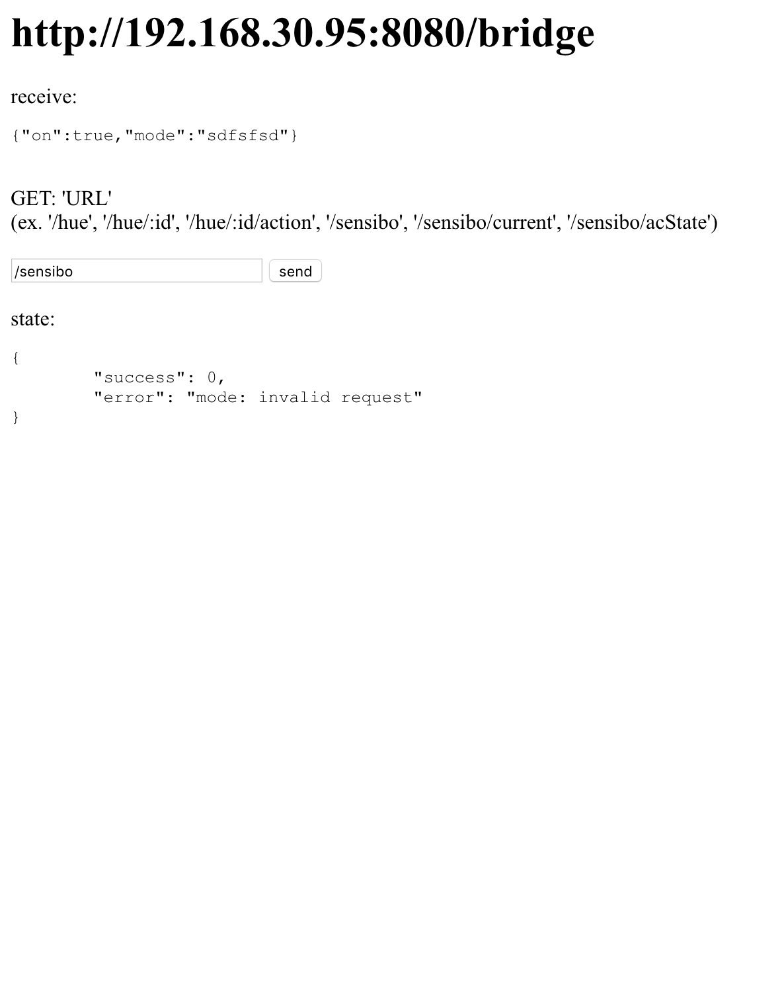 http://192.168.30.95:8080/bridge
receive:
{"on":true,"mode":"sdfsfsd"}
GET: 'URL'
(ex. '/hue', '/hue/:id', '/hue/:id/action', '/sensibo', '/sensibo/current', '/sensibo/acState')
/sensibo send
state:
{
"success": 0,
"error": "mode: invalid request"
}